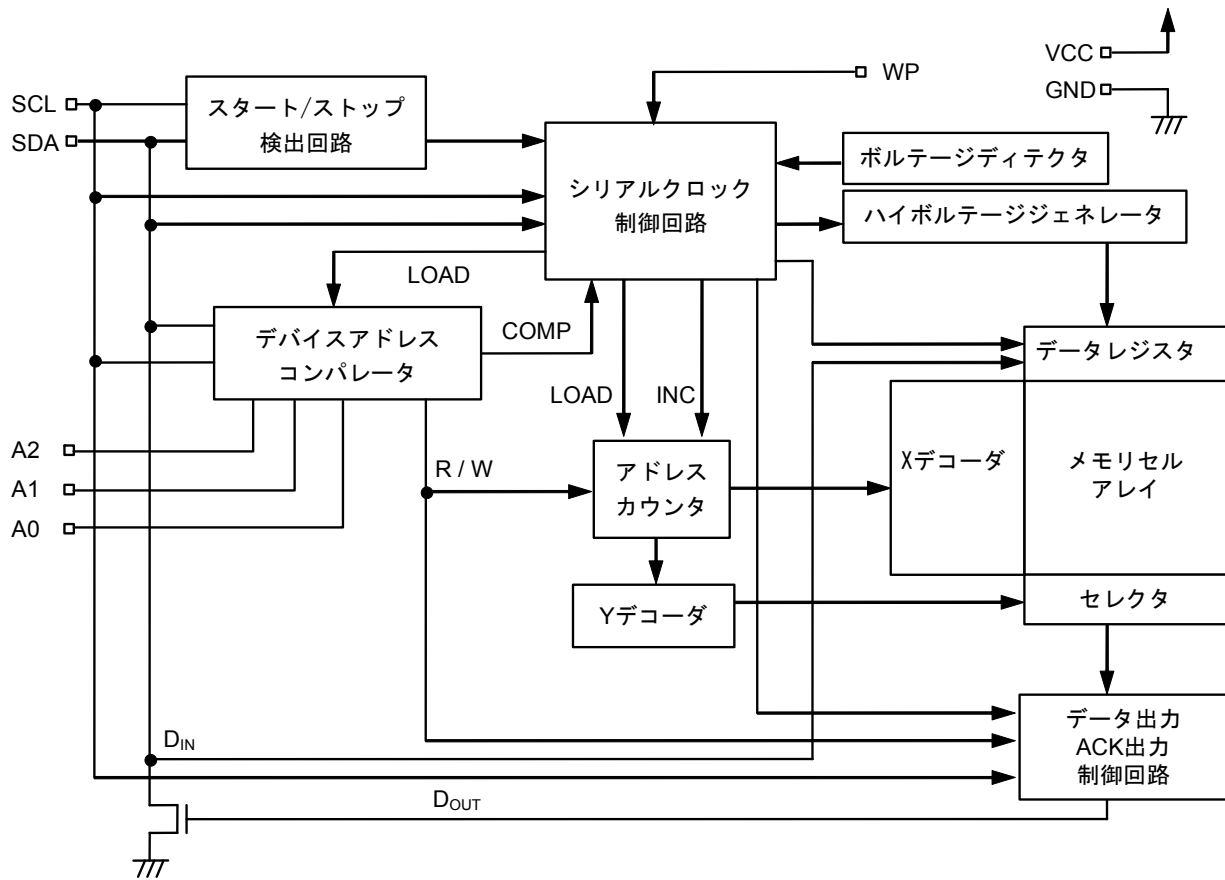 VCC
GND
WP
SCL
SDA
スタート/ストップ
検出回路
シリアルクロック
制御回路
ボルテージディテクタ
ハイボルテージジェネレータ
LOAD
COMP
デバイスアドレス
コンパレータ
LOAD
INC
データレジスタ
A2
A1
A0
R / W
アドレス
カウンタ
Xデコーダ
メモリセル
アレイ
Yデコーダ
セレクタ
データ出力
ACK出力
制御回路
DIN
DOUT